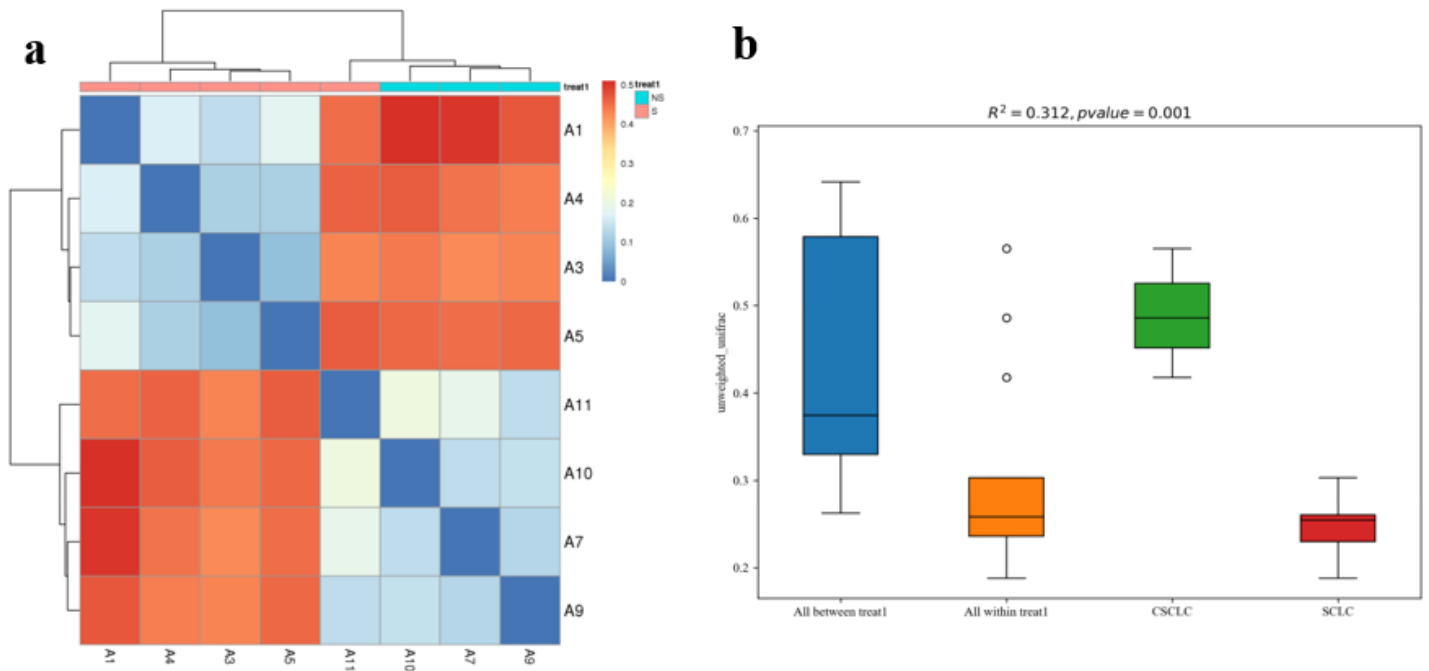 a
treat1
0.5
0.4
0.3
0.2
0.1
0
treat1
NS
S
A1
A4
A3
A5
A11
A10
A7
A9
A1 A4 A3 A5 A11 A10 A7 A9
b
R² = 0.312, pvalue = 0.001
unweighted_unifrac
0.7
0.6
0.5
0.4
0.3
0.2
All between treat1 All within treat1 CSCLC SCLC